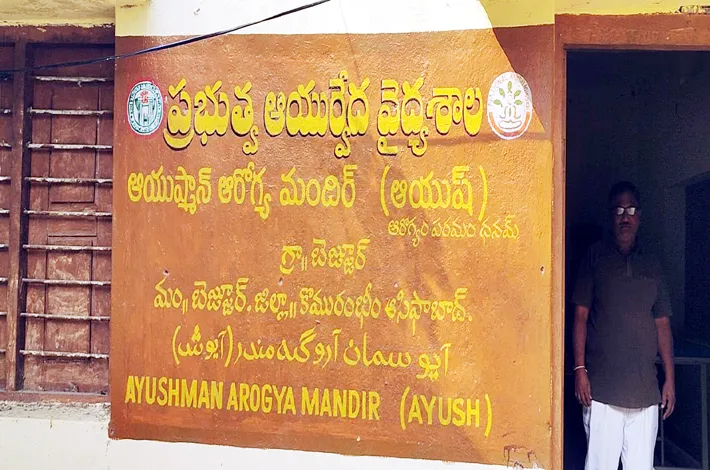 ప్రభుత్వ ఆయుర్వేద వైద్యశాల
ఆయుష్మాన్ ఆరోగ్య మందిర్ (ఆయుష్)
ఆరోగ్యం పరమం ధనమ్
గ్రా॥ బెజ్జూర్
మం॥ బెజ్జూర్. జిల్లా॥ కొమురంభీం ఆసిఫాబాద్.
آیوشمان آروگیہ مندر (آیوش)
AYUSHMAN AROGYA MANDIR (AYUSH)